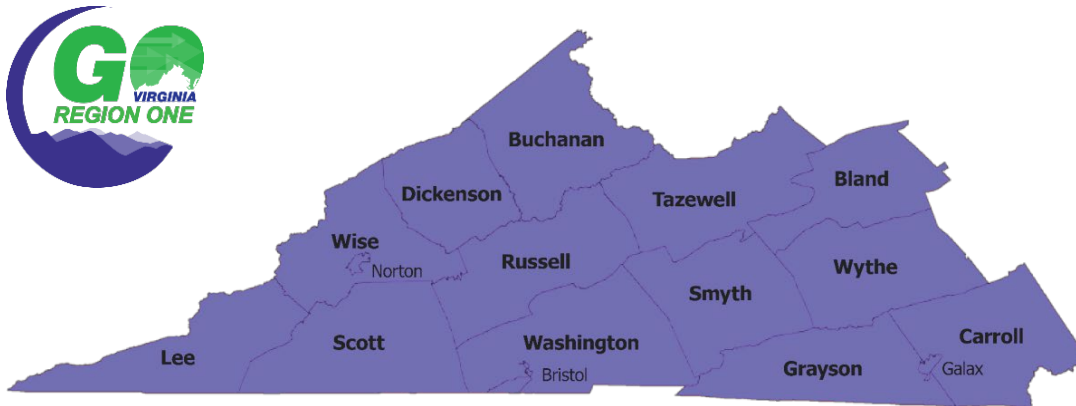 GO
VIRGINIA
REGION ONE
Buchanan
Dickenson
Tazewell
Bland
Wise
Norton
Russell
Wythe
Smyth
Lee
Scott
Washington
Bristol
Grayson
Carroll
Galax